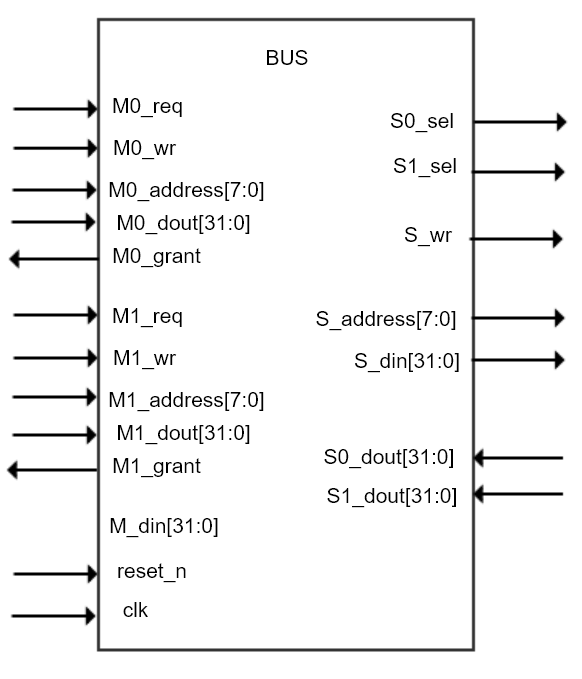 BUS
M0_req
M0_wr
M0_address[7:0]
M0_dout[31:0]
M0_grant
M1_req
M1_wr
M1_address[7:0]
M1_dout[31:0]
M1_grant
M_din[31:0]
reset_n
clk
S0_sel
S1_sel
S_wr
S_address[7:0]
S_din[31:0]
S0_dout[31:0]
S1_dout[31:0]